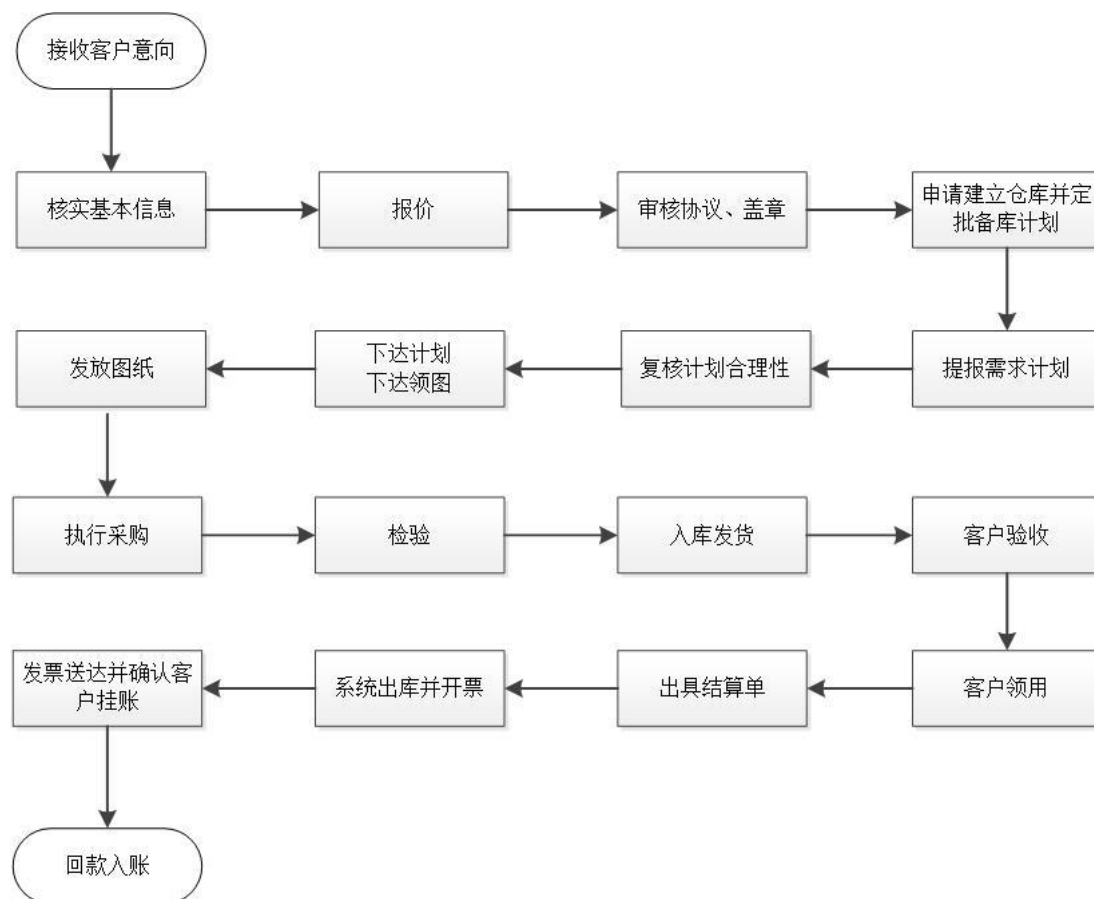 接收客户意向
核实基本信息
报价
审核协议、盖章
申请建立仓库并定
批备库计划
提报需求计划
复核计划合理性
下达计划
下达领图
发放图纸
执行采购
检验
入库发货
客户验收
客户领用
出具结算单
系统出库并开票
发票送达并确认客
户挂账
回款入账